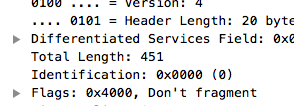 0100 .... = Version: 4
.... 0101 = Header Length: 20 byte
Differentiated Services Field: 0x0
Total Length: 451
Identification: 0x0000 (0)
Flags: 0x4000, Don't fragment